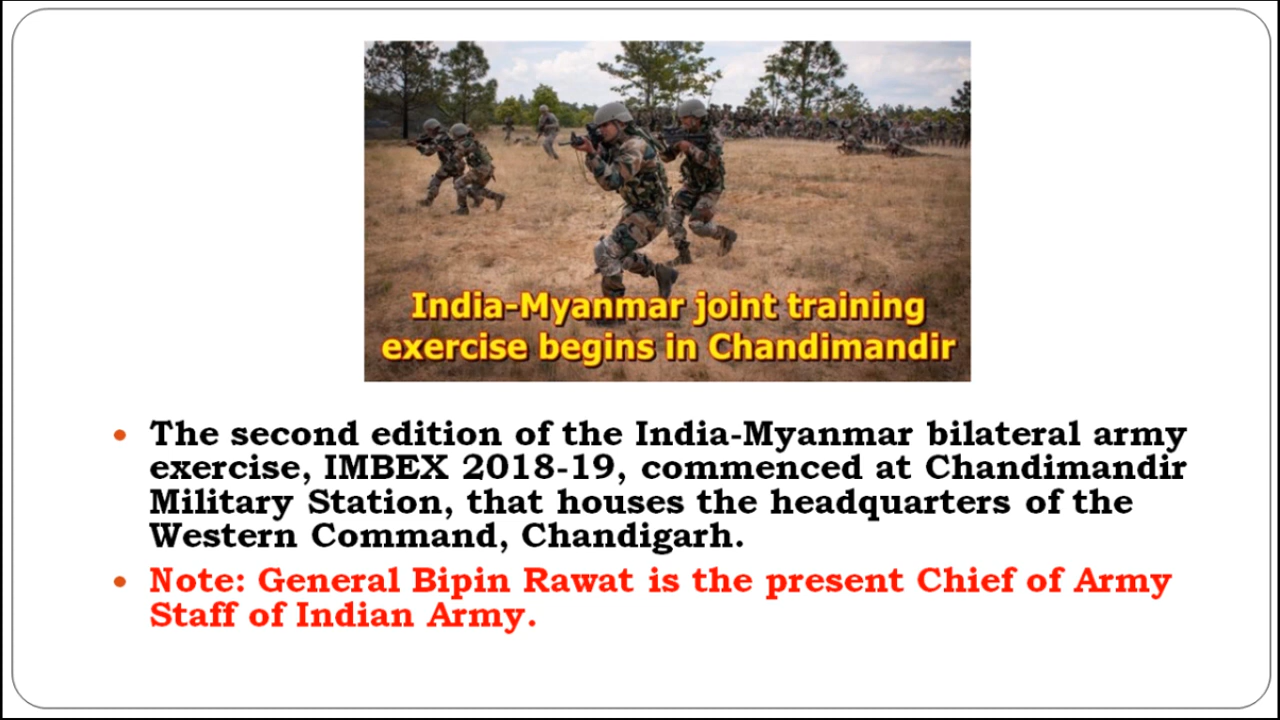 India-Myanmar joint training
exercise begins in Chandimandir
• The second edition of the India-Myanmar bilateral army
exercise, IMBEX 2018-19, commenced at Chandimandir
Military Station, that houses the headquarters of the
Western Command, Chandigarh.
• Note: General Bipin Rawat is the present Chief of Army
Staff of Indian Army.